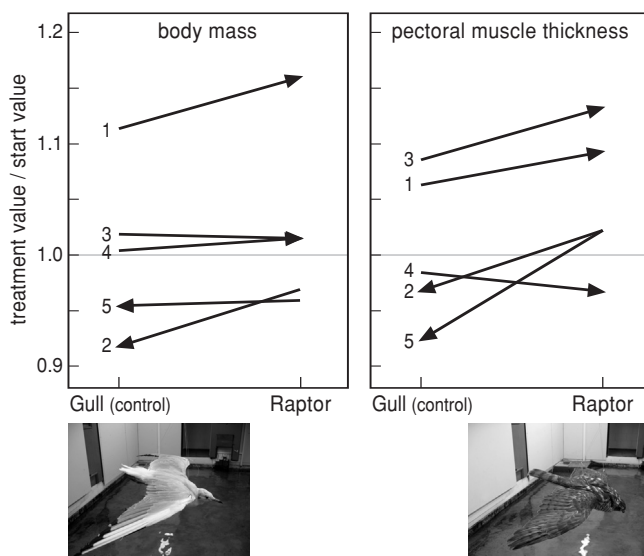 body mass
pectoral muscle thickness
treatment value / start value
1.2
1.1
1.0
0.9
1
3
4
5
2
3
1
4
2
5
Gull (control)
Raptor
Gull (control)
Raptor